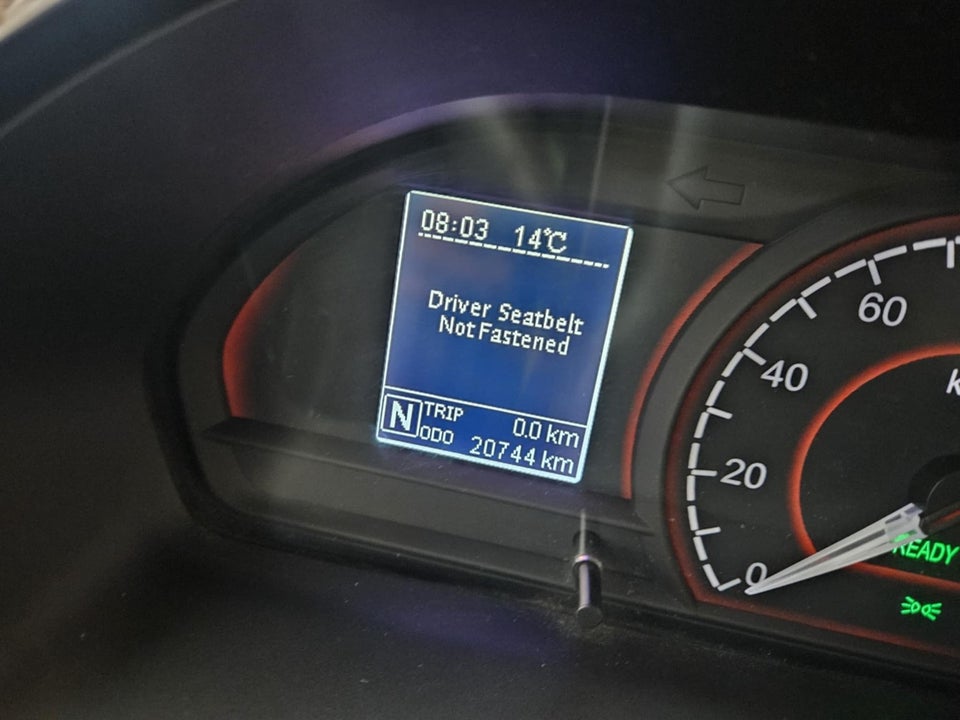 08:03 14°C
Driver Seatbelt
Not Fastened
N TRIP 0.0 km
ODO 20744 km
60
40
20
0
READY